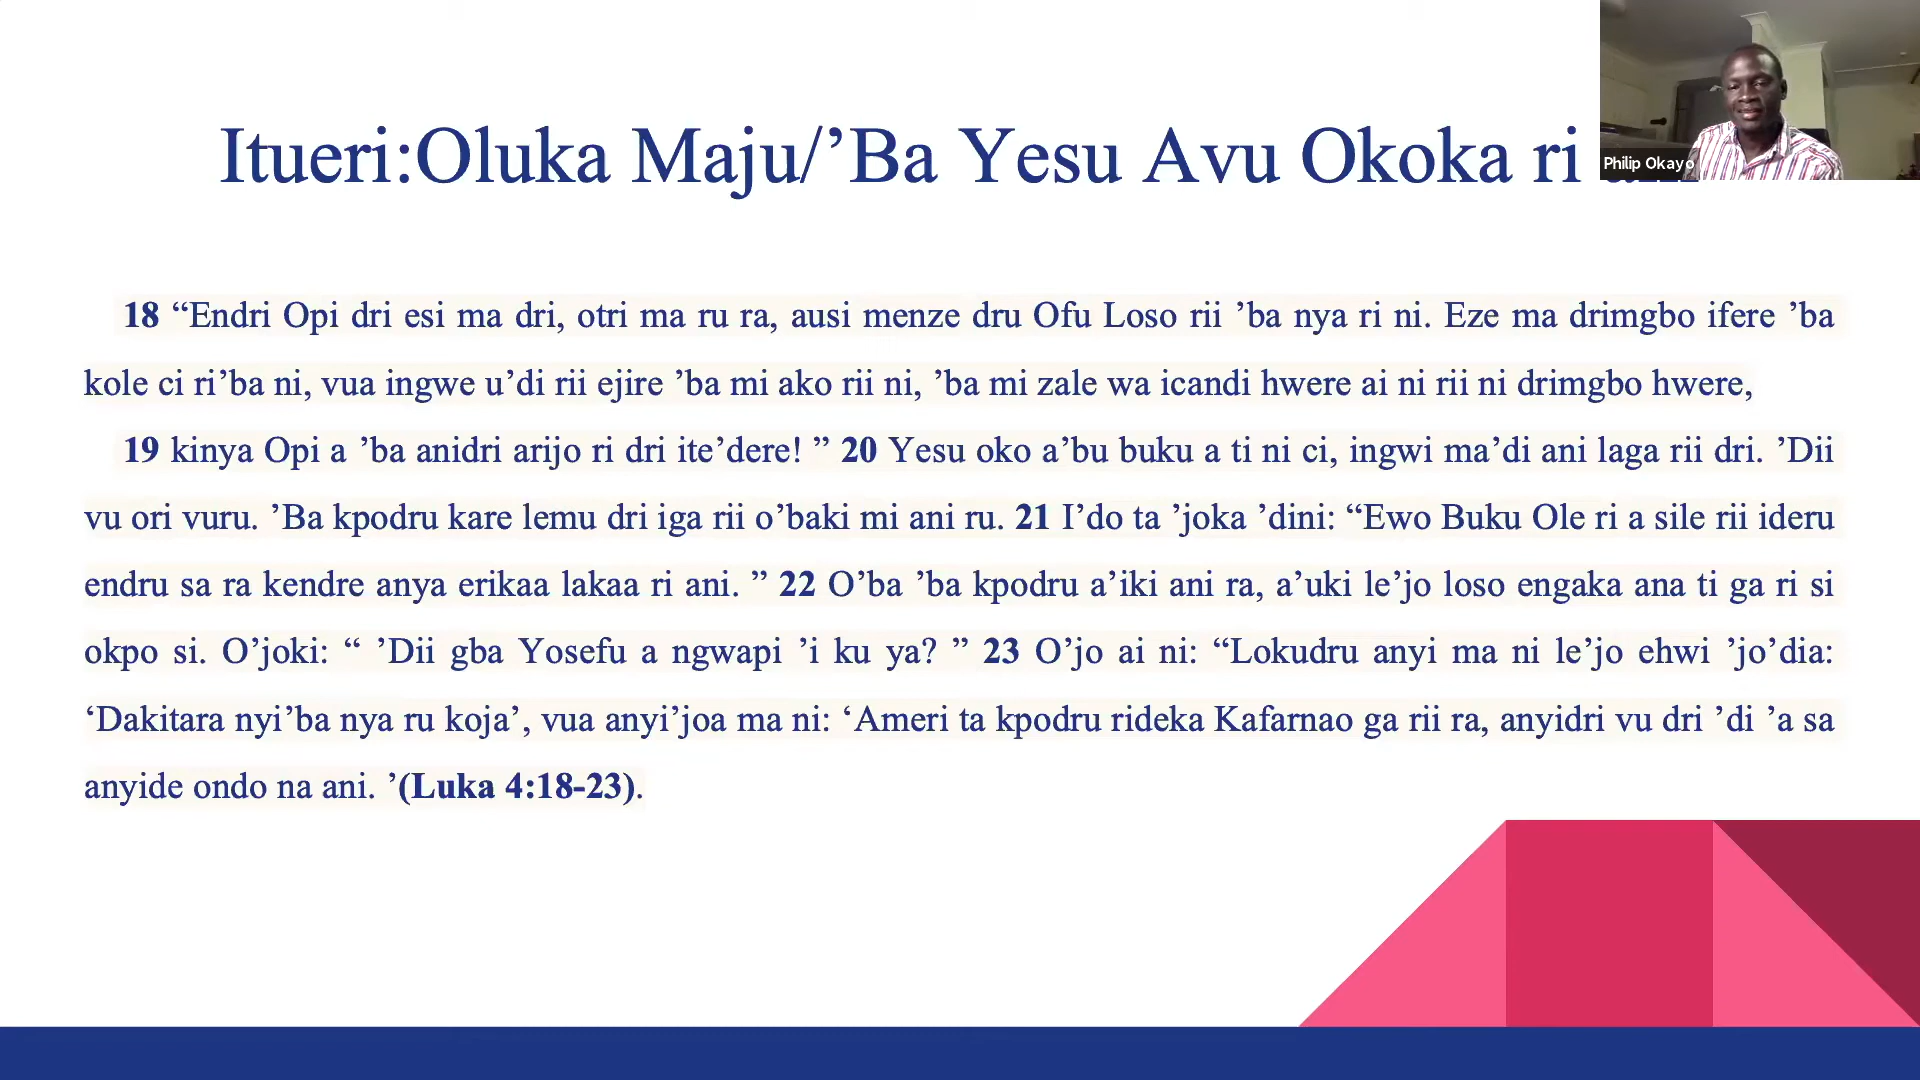 Itueri:Oluka Maju/’Ba Yesu Avu Okoka ri
Philip Okayo
18 “Endri Opi dri esi ma dri, otri ma ru ra, ausi menze dru Ofu Loso rii ’ba nya ri ni. Eze ma drimgbo ifere ’ba
kole ci ri’ba ni, vua ingwe u’di rii ejire ’ba mi ako rii ni, ’ba mi zale wa icandi hwere ai ni rii ni drimgbo hwere,
19 kinya Opi a ’ba anidri arijo ri dri ite’dere! ” 20 Yesu oko a’bu buku a ti ni ci, ingwi ma’di ani laga rii dri. ’Dii
vu ori vuru. ’Ba kpodru kare lemu dri iga rii o’baki mi ani ru. 21 I’do ta ’joka ’dini: “Ewo Buku Ole ri a sile rii ideru
endru sa ra kendre anya erikaa lakaa ri ani. ” 22 O’ba ’ba kpodru a’iki ani ra, a’uki le’jo loso engaka ana ti ga ri si
okpo si. O’joki: “ ’Dii gba Yosefu a ngwapi ’i ku ya? ” 23 O’jo ai ni: “Lokudru anyi ma ni le’jo ehwi ’jo’dia:
‘Dakitara nyi’ba nya ru koja’, vua anyi’joa ma ni: ‘Ameri ta kpodru rideka Kafarnao ga rii ra, anyidri vu dri ’di ’a sa
anyide ondo na ani. ’(Luka 4:18-23).